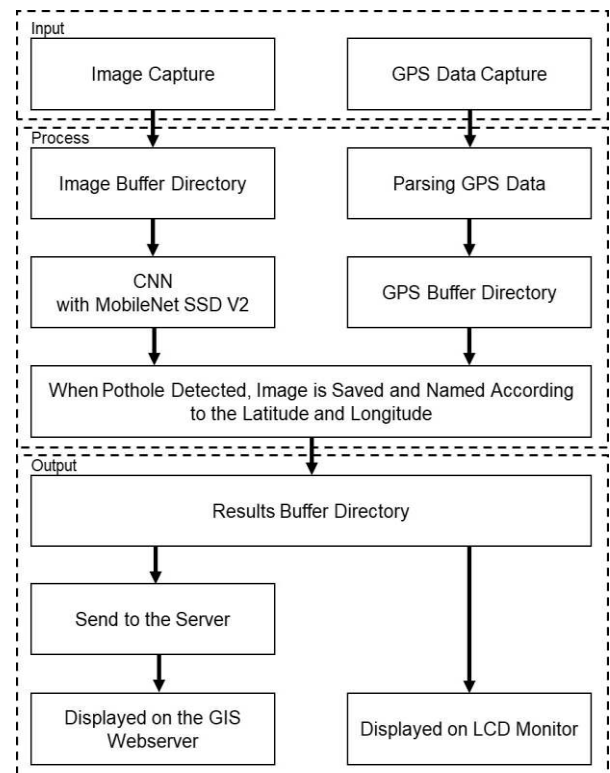 Input
Image Capture
GPS Data Capture
Process
Image Buffer Directory
Parsing GPS Data
CNN
with MobileNet SSD V2
GPS Buffer Directory
When Pothole Detected, Image is Saved and Named According
to the Latitude and Longitude
Output
Results Buffer Directory
Send to the Server
Displayed on the GIS
Webserver
Displayed on LCD Monitor